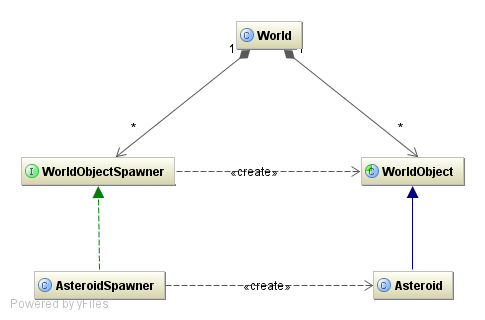 C World
1 1
* *
I WorldObjectSpawner «create» C WorldObject
C AsteroidSpawner «create» C Asteroid
Powered by yFiles